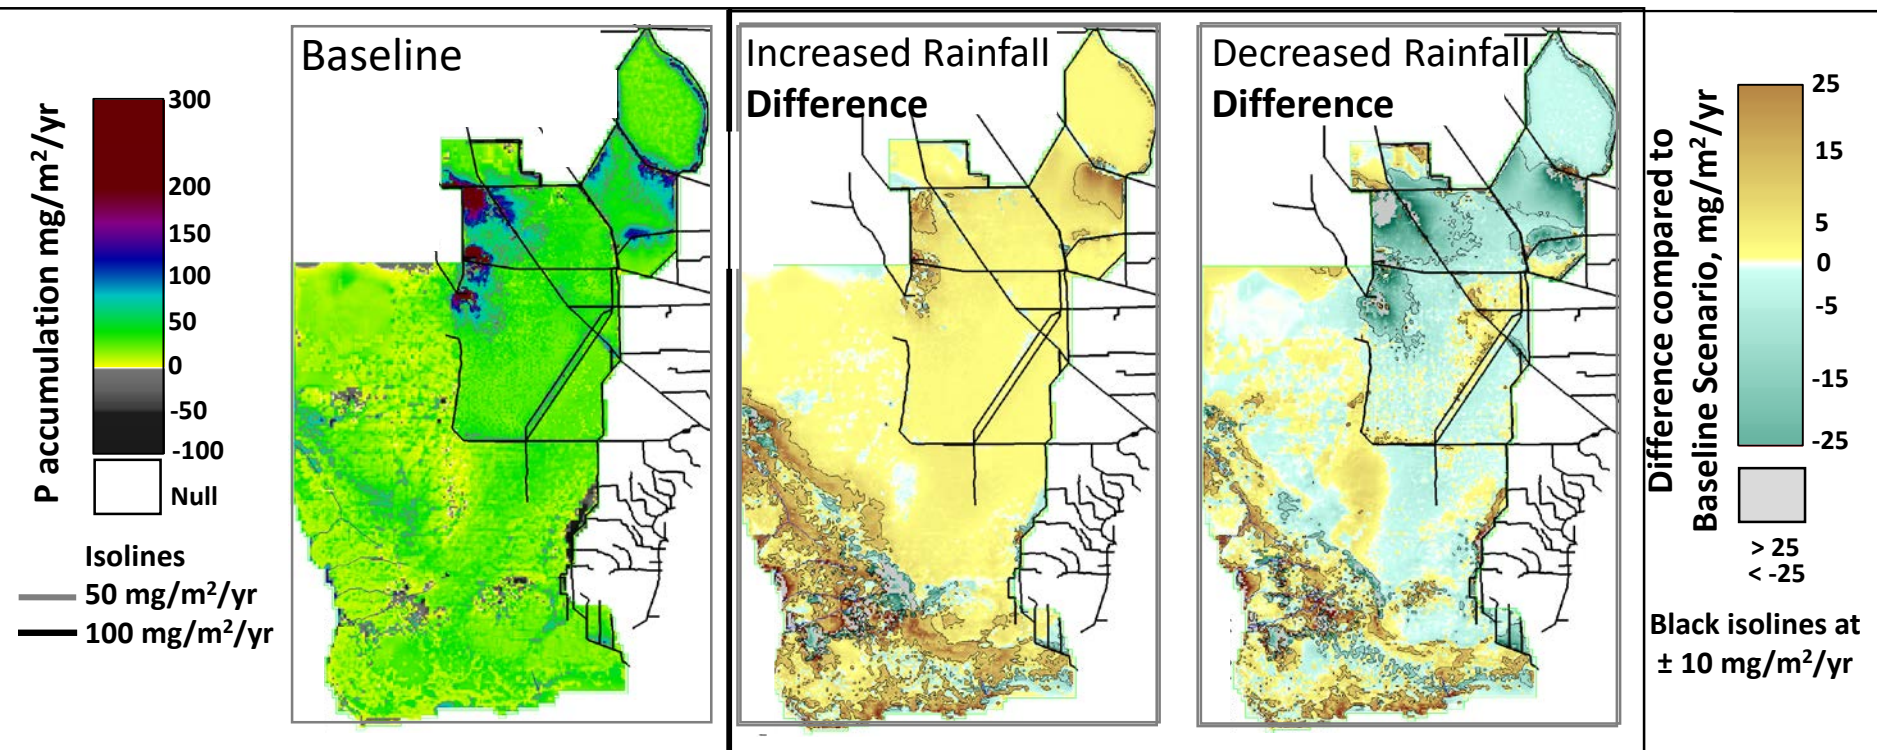 P accumulation mg/m²/yr
300
200
150
100
50
0
-50
-100
Null
Isolines
50 mg/m²/yr
100 mg/m²/yr
Baseline
Increased Rainfall
Difference
Decreased Rainfall
Difference
Difference compared to
Baseline Scenario, mg/m²/yr
25
15
5
0
-5
-15
-25
> 25
< -25
Black isolines at
± 10 mg/m²/yr